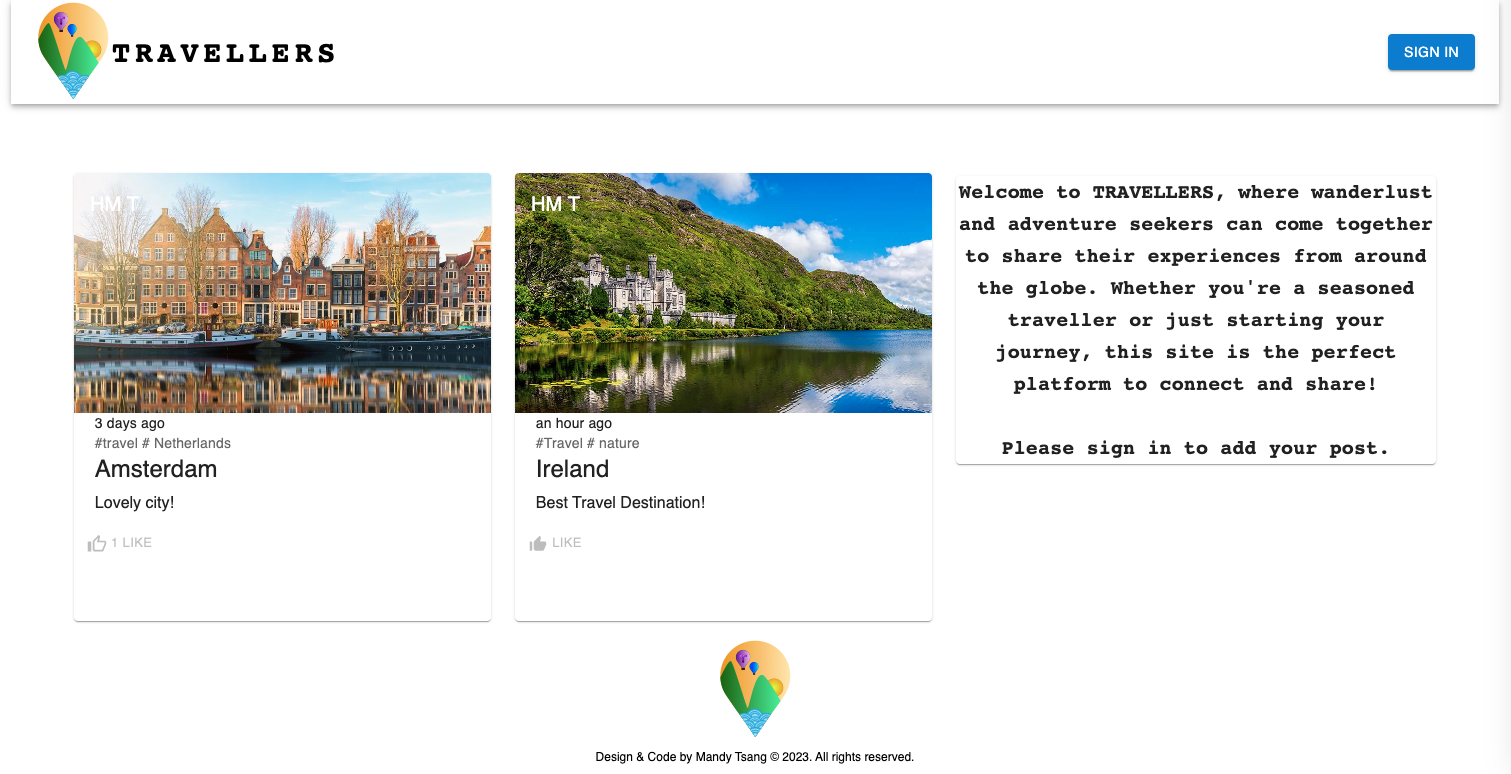 TRAVELLERS
SIGN IN
HM T
3 days ago
#travel # Netherlands
Amsterdam
Lovely city!
1 LIKE
HM T
an hour ago
#Travel # nature
Ireland
Best Travel Destination!
LIKE
Welcome to TRAVELLERS, where wanderlust
and adventure seekers can come together
to share their experiences from around
the globe. Whether you're a seasoned
traveller or just starting your
journey, this site is the perfect
platform to connect and share!
Please sign in to add your post.
Design & Code by Mandy Tsang © 2023. All rights reserved.